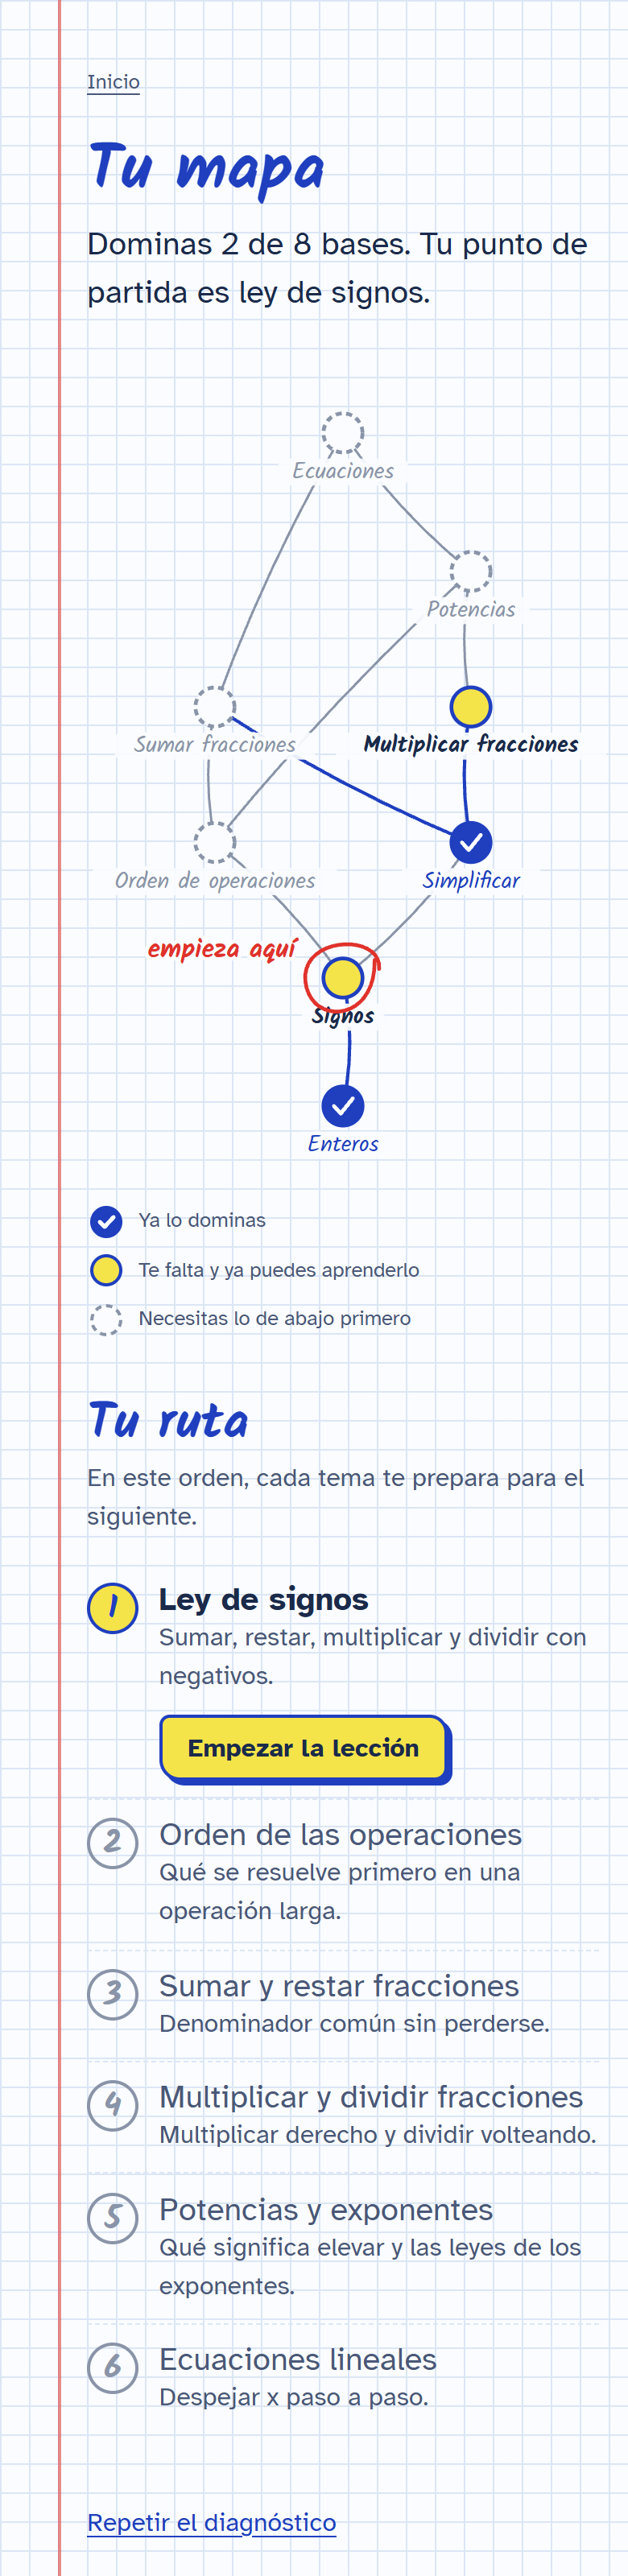 Inicio
Tu mapa
Dominas 2 de 8 bases. Tu punto de
partida es ley de signos.
Ecuaciones
Potencias
Sumar fracciones
Multiplicar fracciones
Orden de operaciones
Simplificar
empieza aquí
Signos
Enteros
Ya lo dominas
Te falta y ya puedes aprenderlo
Necesitas lo de abajo primero
Tu ruta
En este orden, cada tema te prepara para el
siguiente.
1 Ley de signos
Sumar, restar, multiplicar y dividir con
negativos.
Empezar la lección
2 Orden de las operaciones
Qué se resuelve primero en una
operación larga.
3 Sumar y restar fracciones
Denominador común sin perderse.
4 Multiplicar y dividir fracciones
Multiplicar derecho y dividir volteando.
5 Potencias y exponentes
Qué significa elevar y las leyes de los
exponentes.
6 Ecuaciones lineales
Despejar x paso a paso.
Repetir el diagnóstico